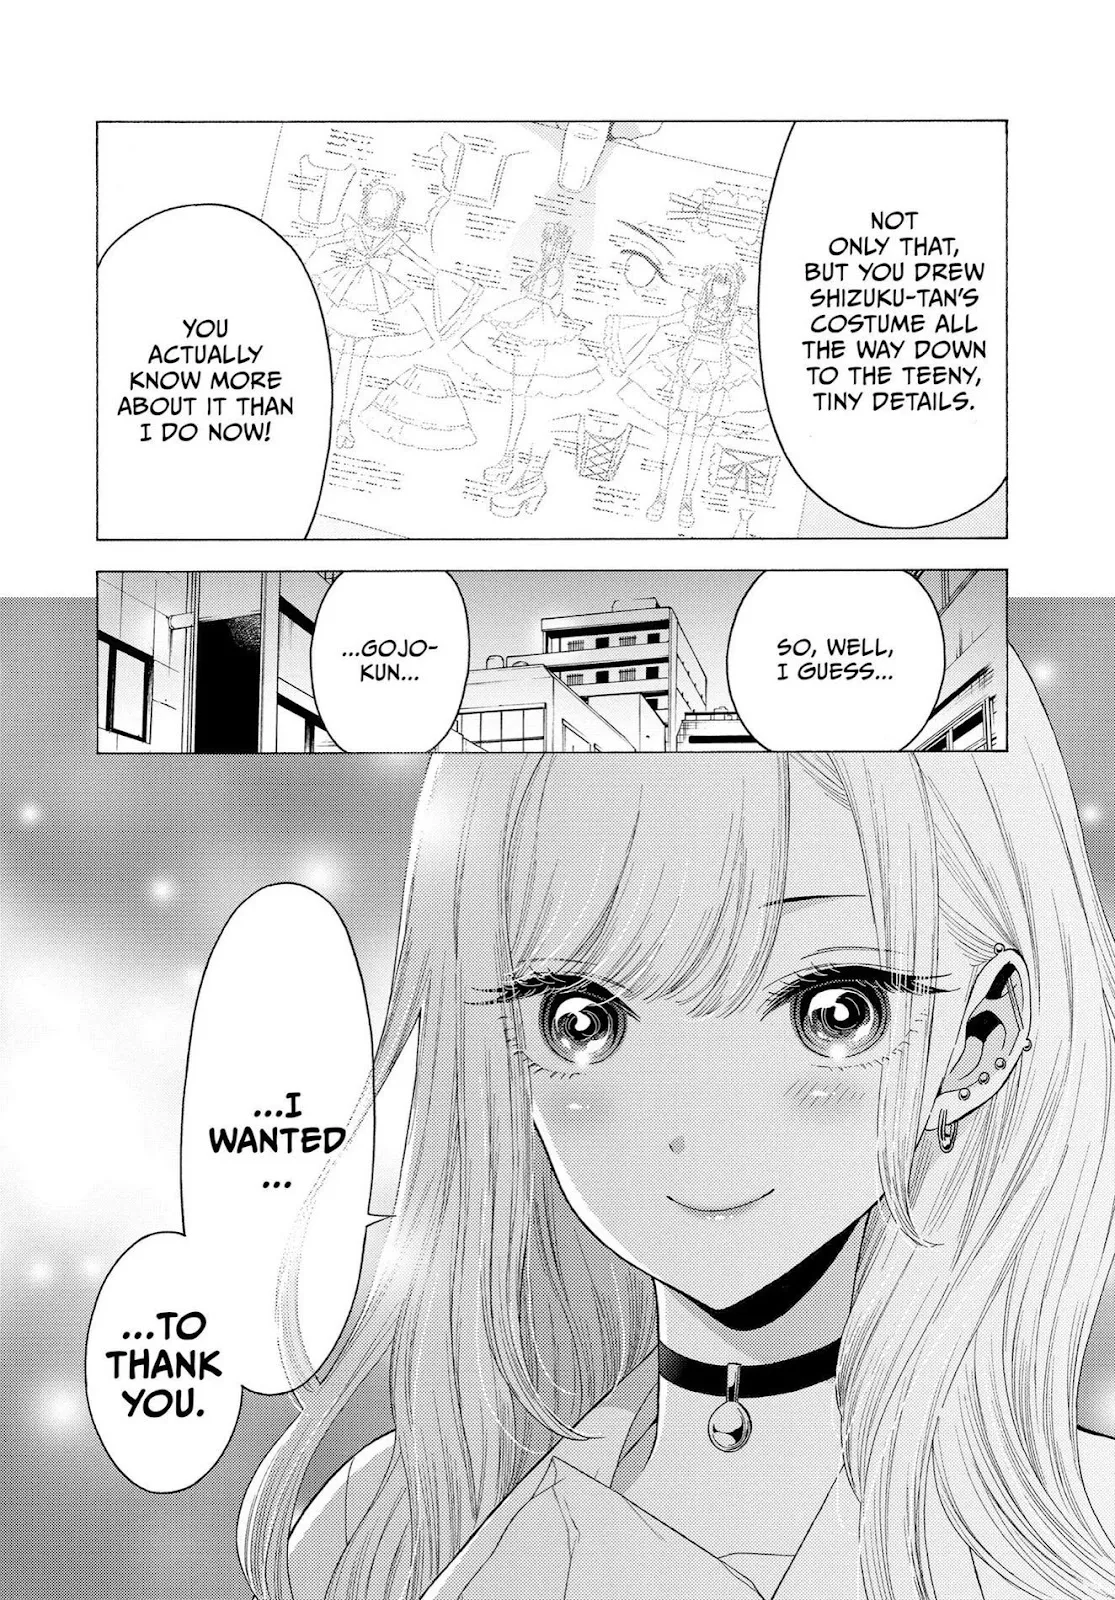 NOT
ONLY THAT,
BUT YOU DREW
SHIZUKU-TAN'S
COSTUME ALL
THE WAY DOWN
TO THE TEENY,
TINY DETAILS.
YOU
ACTUALLY
KNOW MORE
ABOUT IT THAN
I DO NOW!
SO, WELL,
I GUESS...
...GOJO-
KUN...
...I
WANTED
...
...TO
THANK
YOU.